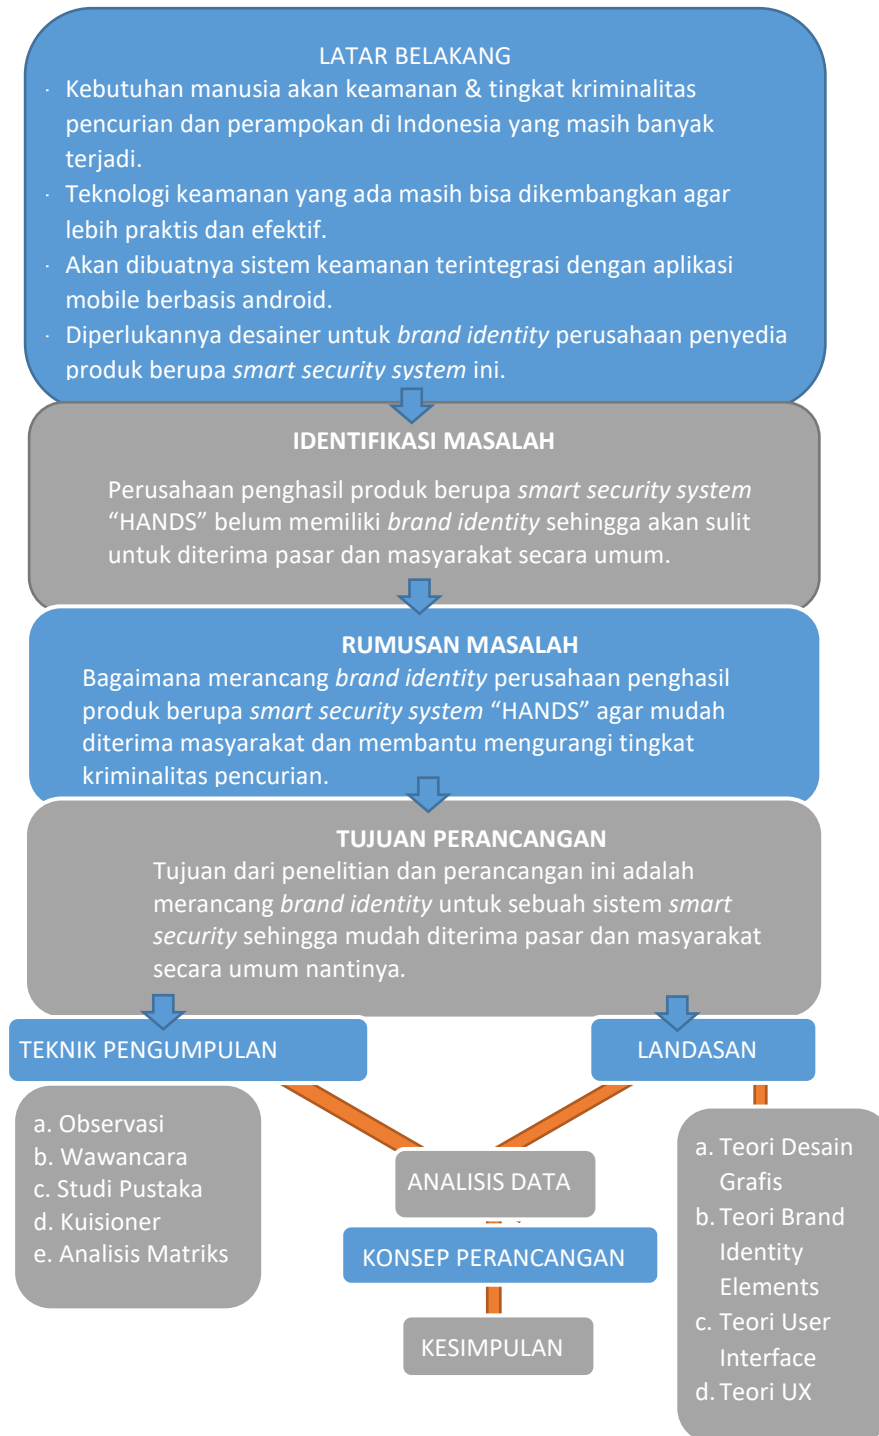 LATAR BELAKANG
· Kebutuhan manusia akan keamanan & tingkat kriminalitas
pencurian dan perampokan di Indonesia yang masih banyak
terjadi.
· Teknologi keamanan yang ada masih bisa dikembangkan agar
lebih praktis dan efektif.
· Akan dibuatnya sistem keamanan terintegrasi dengan aplikasi
mobile berbasis android.
· Diperlukannya desainer untuk brand identity perusahaan penyedia
produk berupa smart security system ini.
IDENTIFIKASI MASALAH
Perusahaan penghasil produk berupa smart security system
“HANDS” belum memiliki brand identity sehingga akan sulit
untuk diterima pasar dan masyarakat secara umum.
RUMUSAN MASALAH
Bagaimana merancang brand identity perusahaan penghasil
produk berupa smart security system “HANDS” agar mudah
diterima masyarakat dan membantu mengurangi tingkat
kriminalitas pencurian.
TUJUAN PERANCANGAN
Tujuan dari penelitian dan perancangan ini adalah
merancang brand identity untuk sebuah sistem smart
security sehingga mudah diterima pasar dan masyarakat
secara umum nantinya.
TEKNIK PENGUMPULAN
a. Observasi
b. Wawancara
c. Studi Pustaka
d. Kuisioner
e. Analisis Matriks
LANDASAN
a. Teori Desain
Grafis
b. Teori Brand
Identity
Elements
c. Teori User
Interface
d. Teori UX
ANALISIS DATA
KONSEP PERANCANGAN
KESIMPULAN